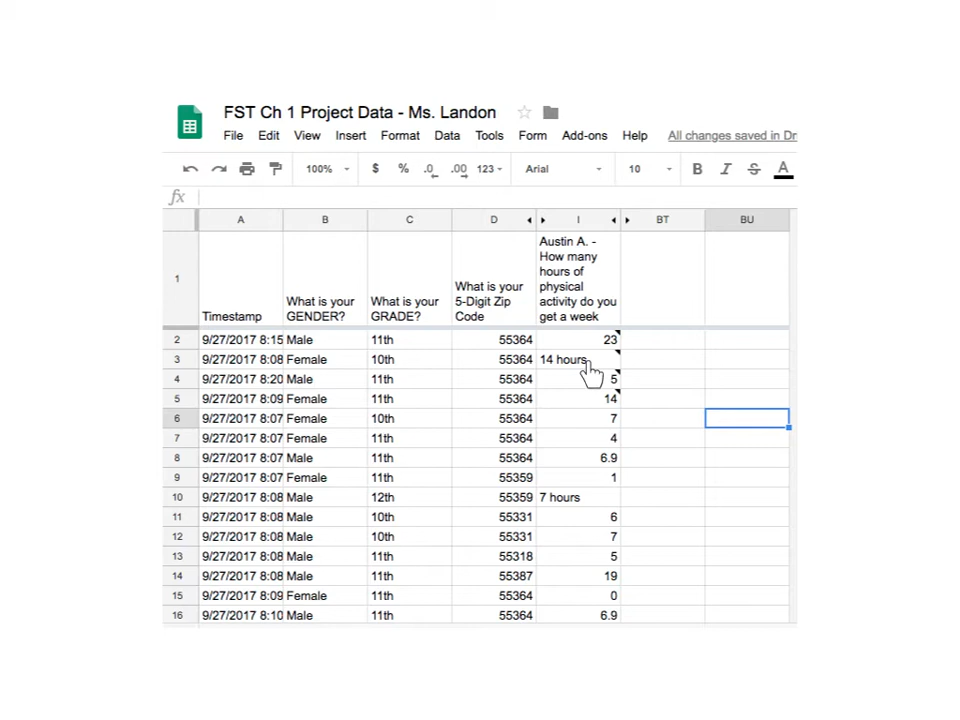 FST Ch 1 Project Data - Ms. Landon
File Edit View Insert Format Data Tools Form Add-ons Help All changes saved in Dr
100% $ % .0 .00 123 Arial 10 B I S A
fx
A B C D I BT BU
1 Timestamp What is your GENDER? What is your GRADE? What is your 5-Digit Zip Code Austin A. - How many hours of physical activity do you get a week
2 9/27/2017 8:15 Male 11th 55364 23
3 9/27/2017 8:08 Female 10th 55364 14 hours
4 9/27/2017 8:20 Male 11th 55364 5
5 9/27/2017 8:09 Female 11th 55364 14
6 9/27/2017 8:07 Female 10th 55364 7
7 9/27/2017 8:07 Female 11th 55364 4
8 9/27/2017 8:07 Male 11th 55364 6.9
9 9/27/2017 8:07 Female 11th 55359 1
10 9/27/2017 8:08 Male 12th 55359 7 hours
11 9/27/2017 8:08 Male 10th 55331 6
12 9/27/2017 8:08 Male 10th 55331 7
13 9/27/2017 8:08 Male 11th 55318 5
14 9/27/2017 8:08 Male 11th 55387 19
15 9/27/2017 8:09 Female 11th 55364 0
16 9/27/2017 8:10 Male 11th 55364 6.9